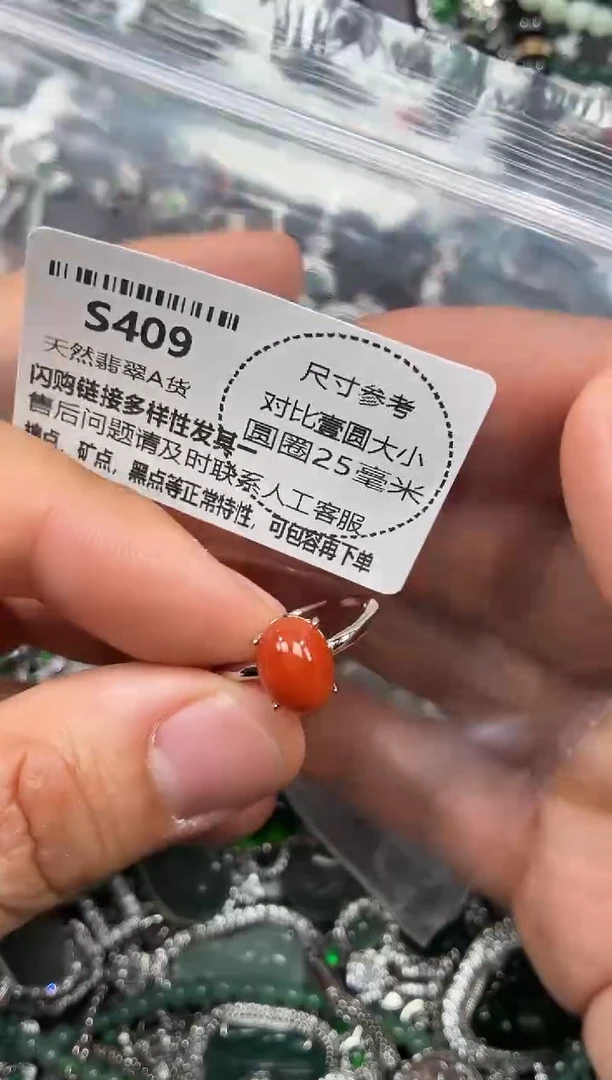 S409
天然翡翠A货
闪购链接多样性发其一
售后问题请及时联系人工客服
棉点，矿点，黑点等正常特性，可包容再下单
尺寸参考
对比壹圆大小
圆圈25毫米